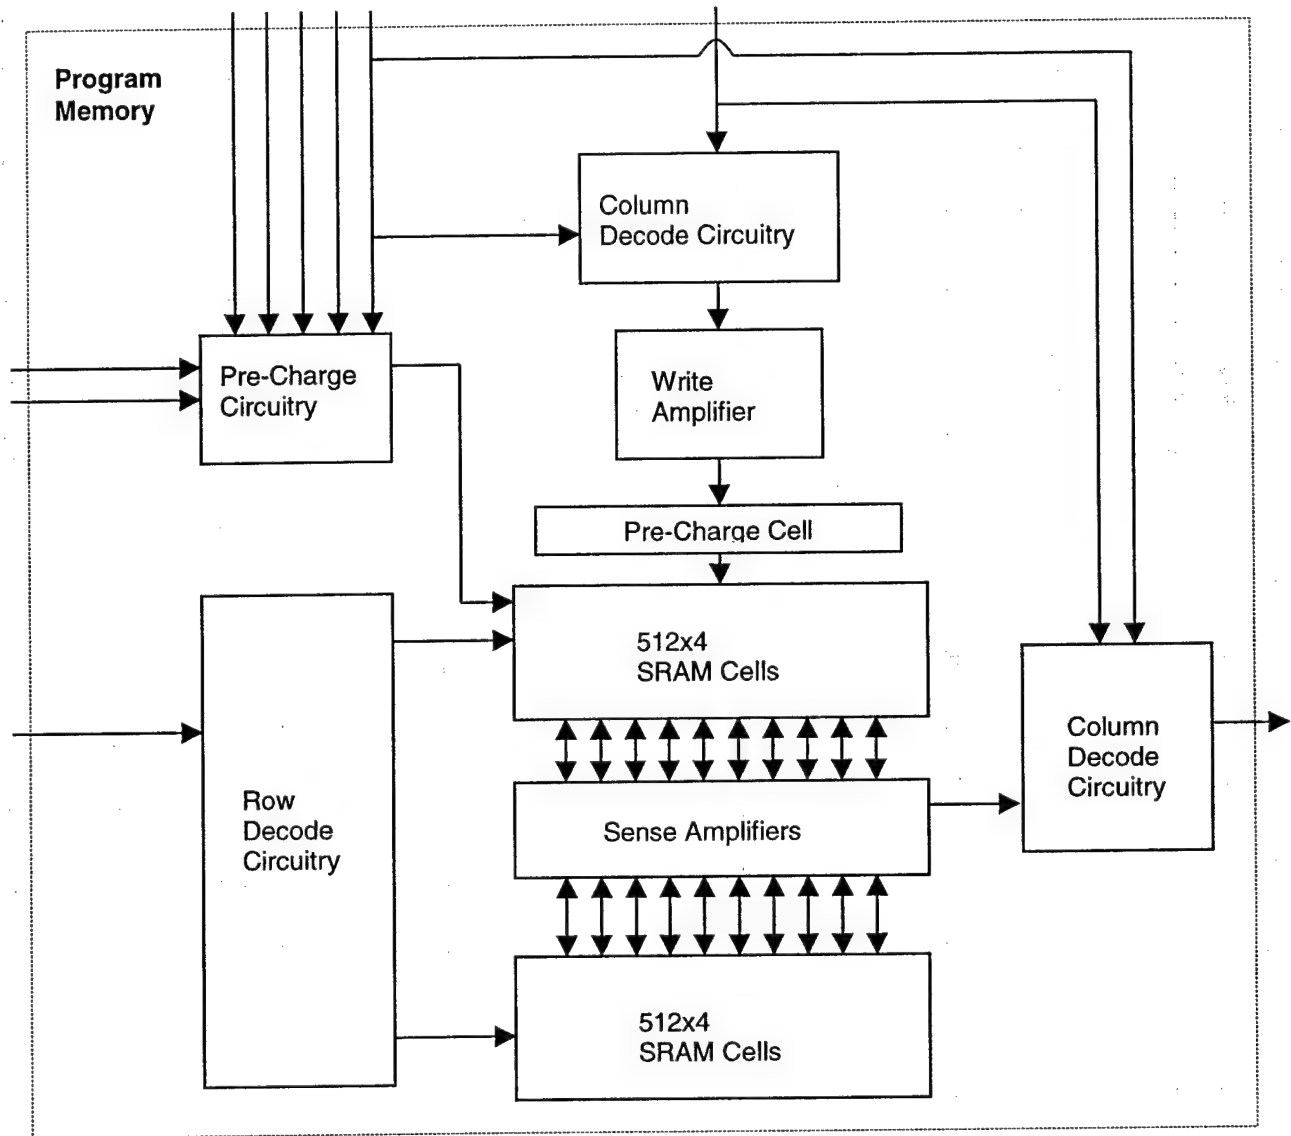 Program
Memory
Column
Decode Circuitry
Pre-Charge
Circuitry
Write
Amplifier
Pre-Charge Cell
512x4
SRAM Cells
Column
Decode
Circuitry
Row
Decode
Circuitry
Sense Amplifiers
512x4
SRAM Cells